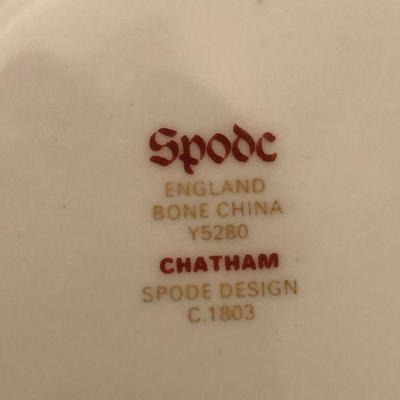 Spode
ENGLAND
BONE CHINA
Y5280
CHATHAM
SPODE DESIGN
C.1803